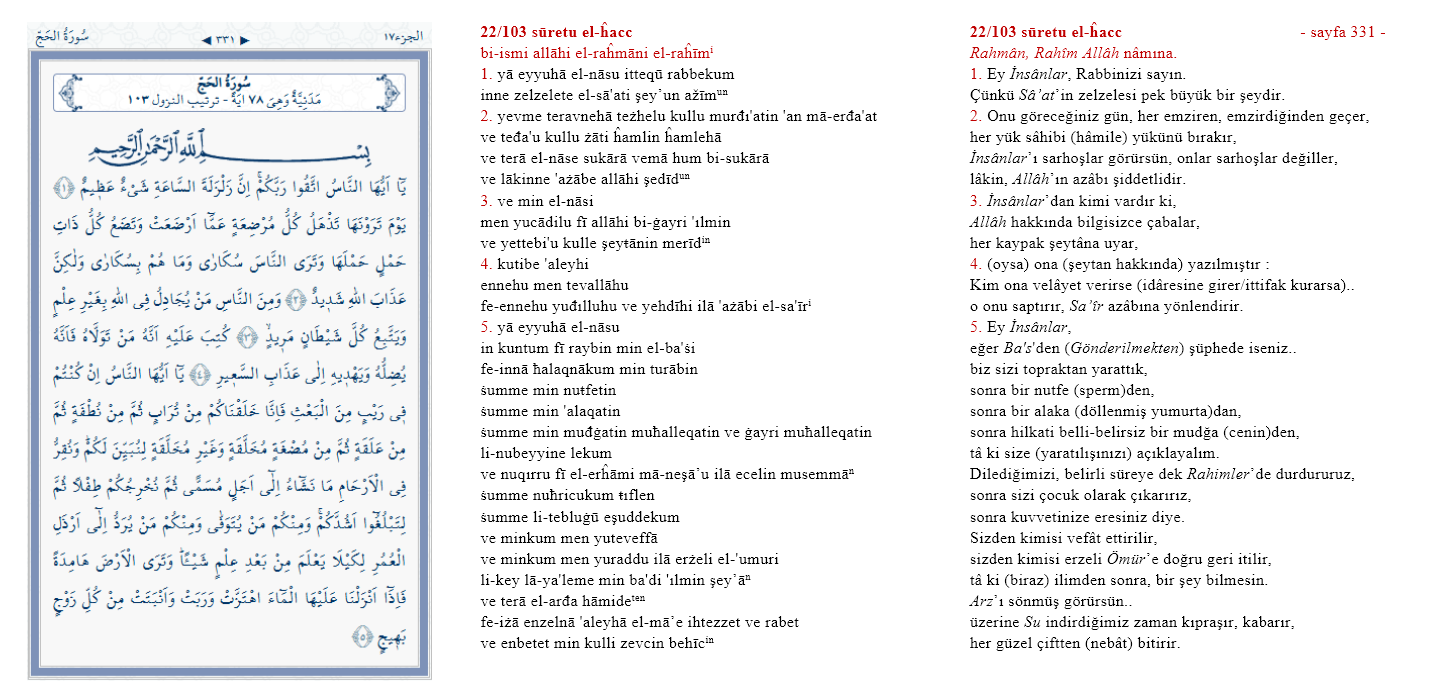 سُورَةُ الحَجّ
◀ ٣٣١ ▶
الجزء١٧
سُورَةُ الحَجّ
مَدَنِيَّةٌ وَهِيَ ٧٨ اٰيَةً - ترتيب النزول ١٠٣
بِسْمِ اللّٰهِ الرَّحْمٰنِ الرَّحِيمِ
يَٓا اَيُّهَا النَّاسُ اتَّقُوا رَبَّكُمْۚ اِنَّ زَلْزَلَةَ السَّاعَةِ شَيْءٌ عَظِيمٌ ﴿١﴾
يَوْمَ تَرَوْنَهَا تَذْهَلُ كُلُّ مُرْضِعَةٍ عَمَّٓا اَرْضَعَتْ وَتَضَعُ كُلُّ ذَاتِ
حَمْلٍ حَمْلَهَا وَتَرَى النَّاسَ سُكَارٰى وَمَا هُمْ بِسُكَارٰى وَلٰكِنَّ
عَذَابَ اللّٰهِ شَدِيدٌ ﴿٢﴾ وَمِنَ النَّاسِ مَنْ يُجَادِلُ فِي اللّٰهِ بِغَيْرِ عِلْمٍ
وَيَتَّبِعُ كُلَّ شَيْطَانٍ مَرِيدٍۙ ﴿٣﴾ كُتِبَ عَلَيْهِ اَنَّهُ مَنْ تَوَلَّاهُ فَاَنَّهُ
يُضِلُّهُ وَيَهْدِيهِ اِلٰى عَذَابِ السَّعِيرِ ﴿٤﴾ يَٓا اَيُّهَا النَّاسُ اِنْ كُنْتُمْ
فِي رَيْبٍ مِنَ الْبَعْثِ فَاِنَّا خَلَقْنَاكُمْ مِنْ تُرَابٍ ثُمَّ مِنْ نُطْفَةٍ ثُمَّ
مِنْ عَلَقَةٍ ثُمَّ مِنْ مُضْغَةٍ مُخَلَّقَةٍ وَغَيْرِ مُخَلَّقَةٍ لِنُبَيِّنَ لَكُمْۜ وَنُقِرُّ
فِي الْاَرْحَامِ مَا نَشَٓاءُ اِلٰٓى اَجَلٍ مُسَمًّى ثُمَّ نُخْرِجُكُمْ طِفْلًا ثُمَّ
لِتَبْلُغُٓوا اَشُدَّكُمْۚ وَمِنْكُمْ مَنْ يُتَوَفّٰى وَمِنْكُمْ مَنْ يُرَدُّ اِلٰٓى اَرْذَلِ
الْعُمُرِ لِكَيْلَا يَعْلَمَ مِنْ بَعْدِ عِلْمٍ شَيْـٔاًۜ وَتَرَى الْاَرْضَ هَامِدَةً
فَاِذَٓا اَنْزَلْنَا عَلَيْهَا الْمَٓاءَ اهْتَزَّتْ وَرَبَتْ وَاَنْبَتَتْ مِنْ كُلِّ زَوْجٍ
بَهِيجٍ ﴿٥﴾
22/103 sūretu el-ĥacc
bi-ismi allāhi el-raĥmāni el-raĥīmⁱ
1. yā eyyuhā el-nāsu itteqū rabbekum
inne zelzelete el-sā'ati şey’un ažīmᵘⁿ
2. yevme teravnehā teżhelu kullu murđı'atin 'an mā-erđa'at
ve teđa'u kullu żāti ĥamlin ĥamlehā
ve terā el-nāse sukārā vemā hum bi-sukārā
ve lākinne 'ażābe allāhi şedīdᵘⁿ
3. ve min el-nāsi
men yucādilu fī allāhi bi-ġayri 'ılmin
ve yettebi'u kulle şeyŧānin merīdⁱⁿ
4. kutibe 'aleyhi
ennehu men tevallāhu
fe-ennehu yuđılluhu ve yehdīhi ilā 'ażābi el-sa'īrⁱ
5. yā eyyuhā el-nāsu
in kuntum fī raybin min el-ba'ŝi
fe-innā ħalaqnākum min turābin
ŝumme min nuŧfetin
ŝumme min 'alaqatin
ŝumme min muđġatin muħalleqatin ve ġayri muħalleqatin
li-nubeyyine lekum
ve nuqırru fī el-erĥāmi mā-neşā’u ilā ecelin musemmāⁿ
ŝumme nuħricukum ŧıflen
ŝumme li-tebluġū eşuddekum
ve minkum men yuteveffā
ve minkum men yuraddu ilā erżeli el-'umuri
li-key lā-ya'leme min ba'di 'ılmin şey’āⁿ
ve terā el-arđa hāmideᵗᵉⁿ
fe-iżā enzelnā 'aleyhā el-mā’e ihtezzet ve rabet
ve enbetet min kulli zevcin behīcⁱⁿ
22/103 sūretu el-ĥacc - sayfa 331 -
Rahmân, Rahîm Allâh nâmına.
1. Ey İnsânlar, Rabbinizi sayın.
Çünkü Sâ’at’in zelzelesi pek büyük bir şeydir.
2. Onu göreceğiniz gün, her emziren, emzirdiğinden geçer,
her yük sâhibi (hâmile) yükünü bırakır,
İnsânlar’ı sarhoşlar görürsün, onlar sarhoşlar değiller,
lâkin, Allâh’ın azâbı şiddetlidir.
3. İnsânlar’dan kimi vardır ki,
Allâh hakkında bilgisizce çabalar,
her kaypak şeytâna uyar,
4. (oysa) ona (şeytan hakkında) yazılmıştır :
Kim ona velâyet verirse (idâresine girer/ittifak kurarsa)..
o onu saptırır, Sa’îr azâbına yönlendirir.
5. Ey İnsânlar,
eğer Ba's'den (Gönderilmekten) şüphede iseniz..
biz sizi topraktan yarattık,
sonra bir nutfe (sperm)den,
sonra bir alaka (döllenmiş yumurta)dan,
sonra hilkati belli-belirsiz bir mudğa (cenin)den,
tâ ki size (yaratılışınızı) açıklayalım.
Dilediğimizi, belirli süreye dek Rahimler’de durdururuz,
sonra sizi çocuk olarak çıkarırız,
sonra kuvvetinize eresiniz diye.
Sizden kimisi vefât ettirilir,
sizden kimisi erzeli Ömür’e doğru geri itilir,
tâ ki (biraz) ilimden sonra, bir şey bilmesin.
Arz’ı sönmüş görürsün..
üzerine Su indirdiğimiz zaman kıpraşır, kabarır,
her güzel çiftten (nebât) bitirir.